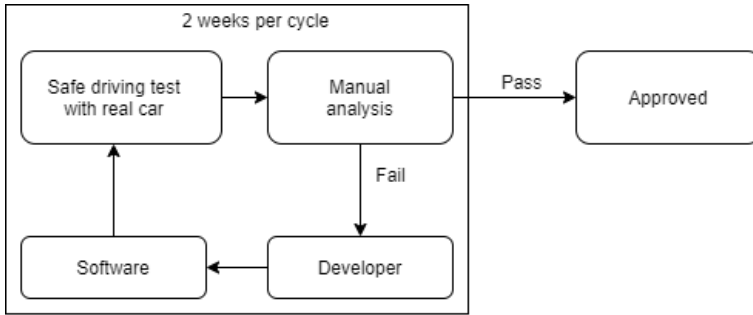 2 weeks per cycle
Safe driving test
with real car
Manual
analysis
Pass
Approved
Fail
Software
Developer